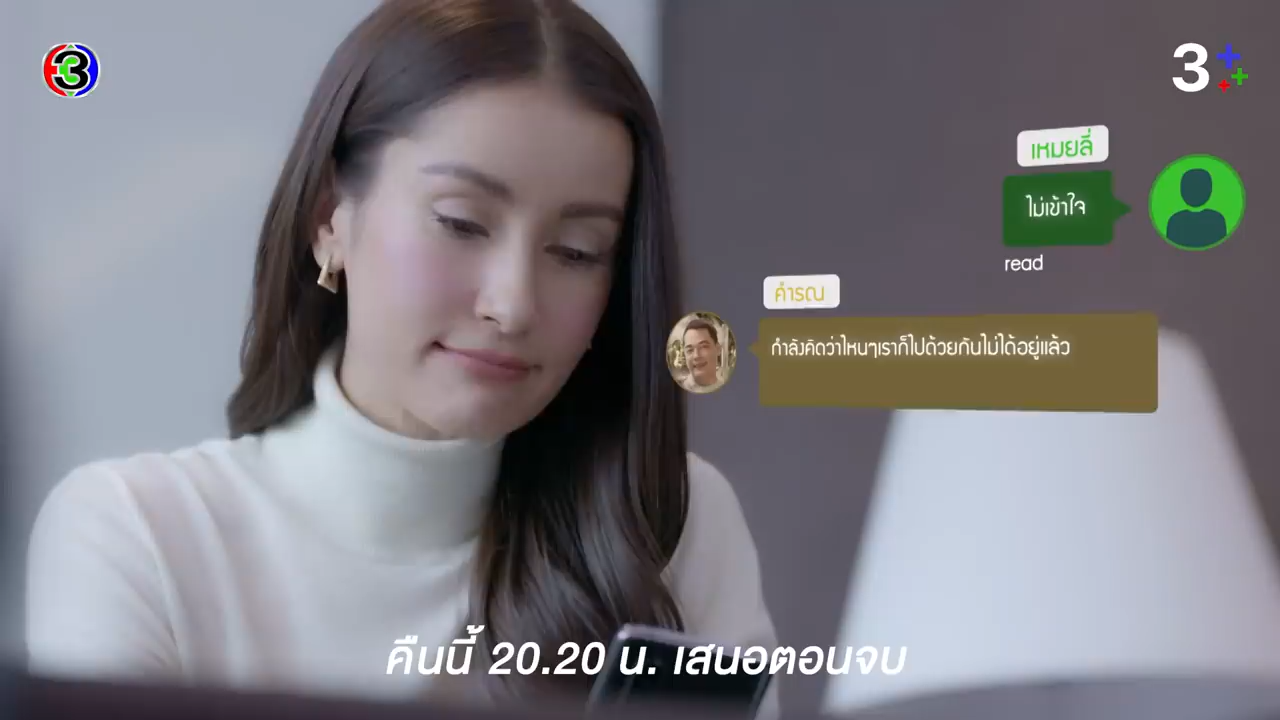 3
3
เหมยลี่
ไม่เข้าใจ
read
คำรณ
กำลังคิดว่าไหนๆเราก็ไปด้วยกันไม่ได้อยู่แล้ว
คืนนี้ 20.20 น. เสนอตอนจบ